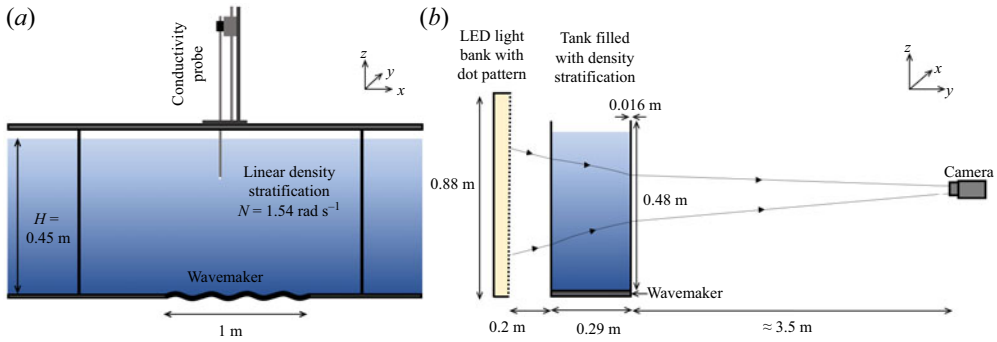 (a)
Conductivity
probe
z
y
x
Linear density
stratification
N = 1.54 rad s⁻¹
H =
0.45 m
Wavemaker
1 m
(b)
LED light
bank with
dot pattern
Tank filled
with density
stratification
z
x
y
0.016 m
0.88 m
0.48 m
Camera
Wavemaker
0.2 m
0.29 m
≈ 3.5 m